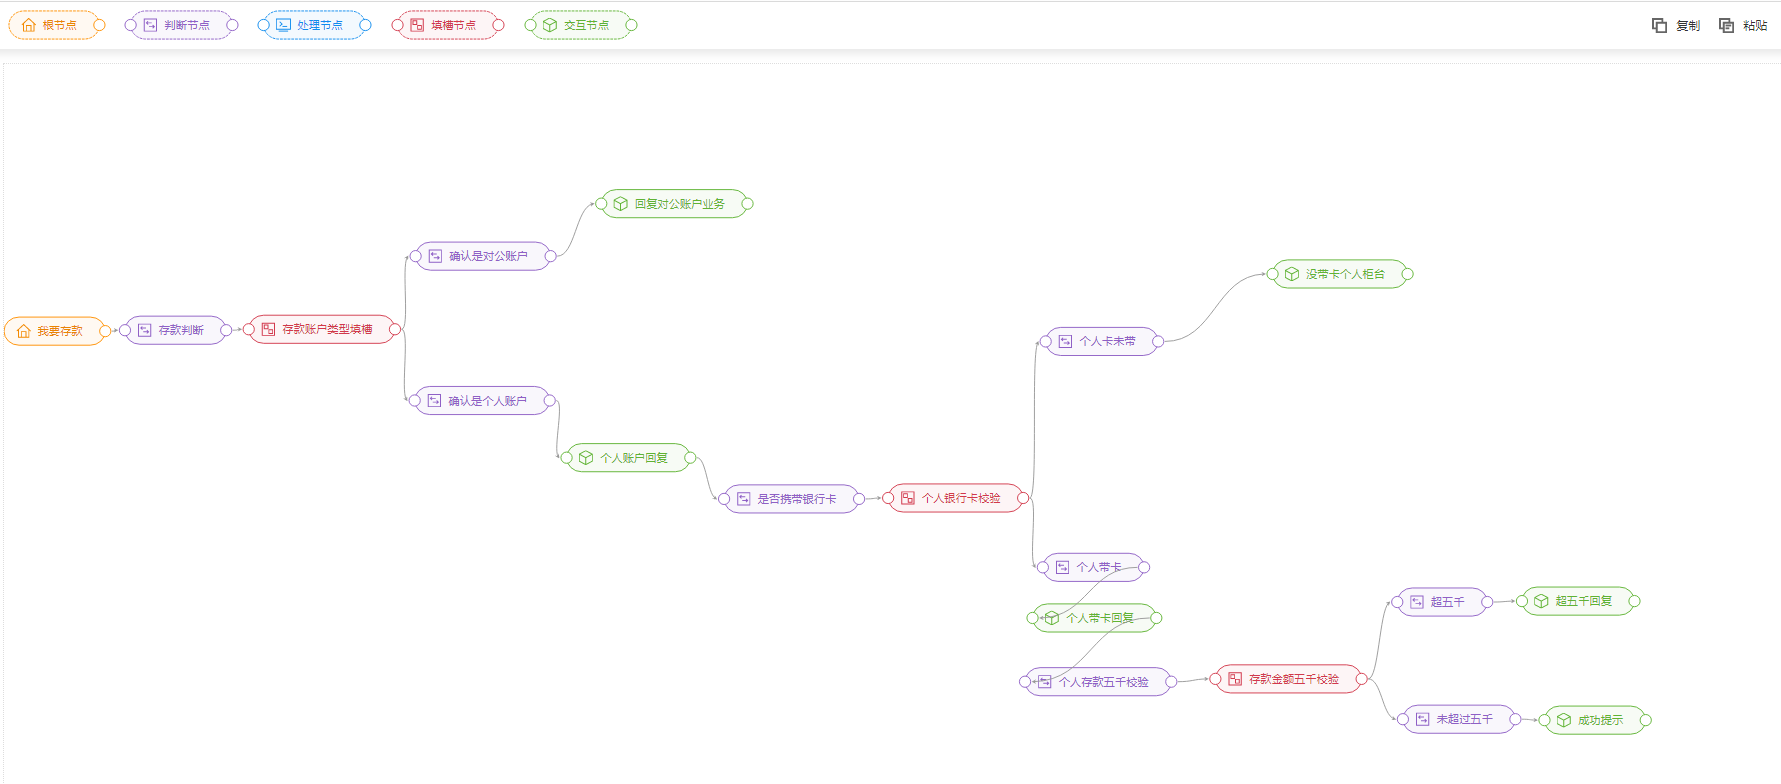 根节点
判断节点
处理节点
填槽节点
交互节点
复制
粘贴
回复对公账户业务
确认是对公账户
没带卡个人柜台
我要存款
存款判断
存款账户类型填槽
个人卡未带
确认是个人账户
个人账户回复
是否携带银行卡
个人银行卡校验
个人带卡
超五千
超五千回复
个人带卡回复
个人存款五千校验
存款金额五千校验
未超过五千
成功提示